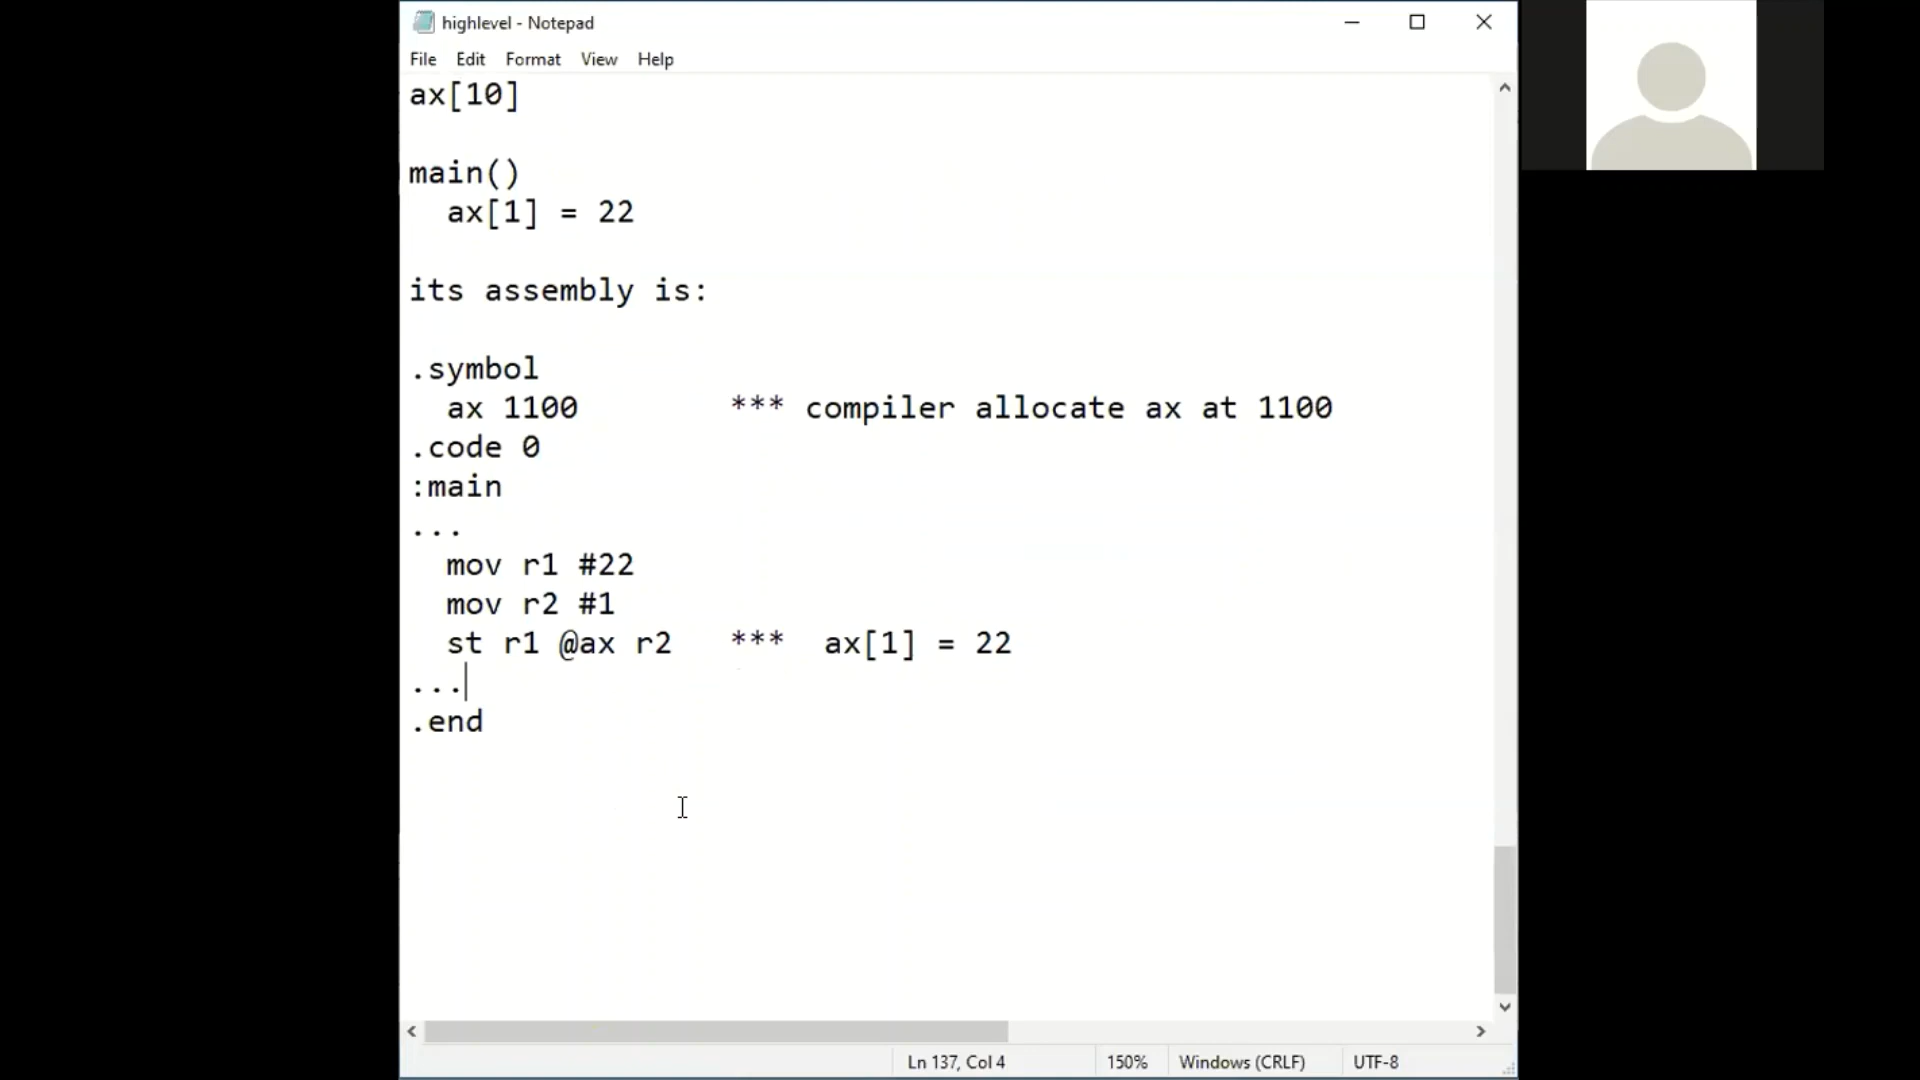 highlevel - Notepad
File Edit Format View Help
ax[10]
main()
ax[1] = 22
its assembly is:
.symbol
ax 1100 *** compiler allocate ax at 1100
.code 0
:main
...
mov r1 #22
mov r2 #1
st r1 @ax r2 *** ax[1] = 22
...
.end
Ln 137, Col 4 150% Windows (CRLF) UTF-8